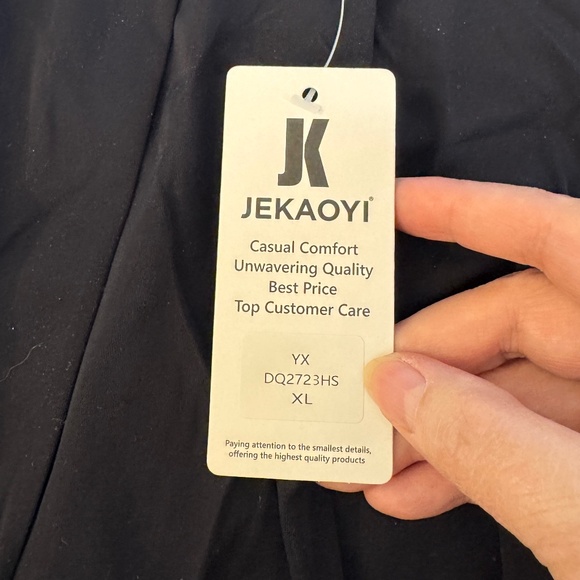 JK
JEKAOYI®
Casual Comfort
Unwavering Quality
Best Price
Top Customer Care
YX
DQ2723HS
XL
Paying attention to the smallest details,
offering the highest quality products